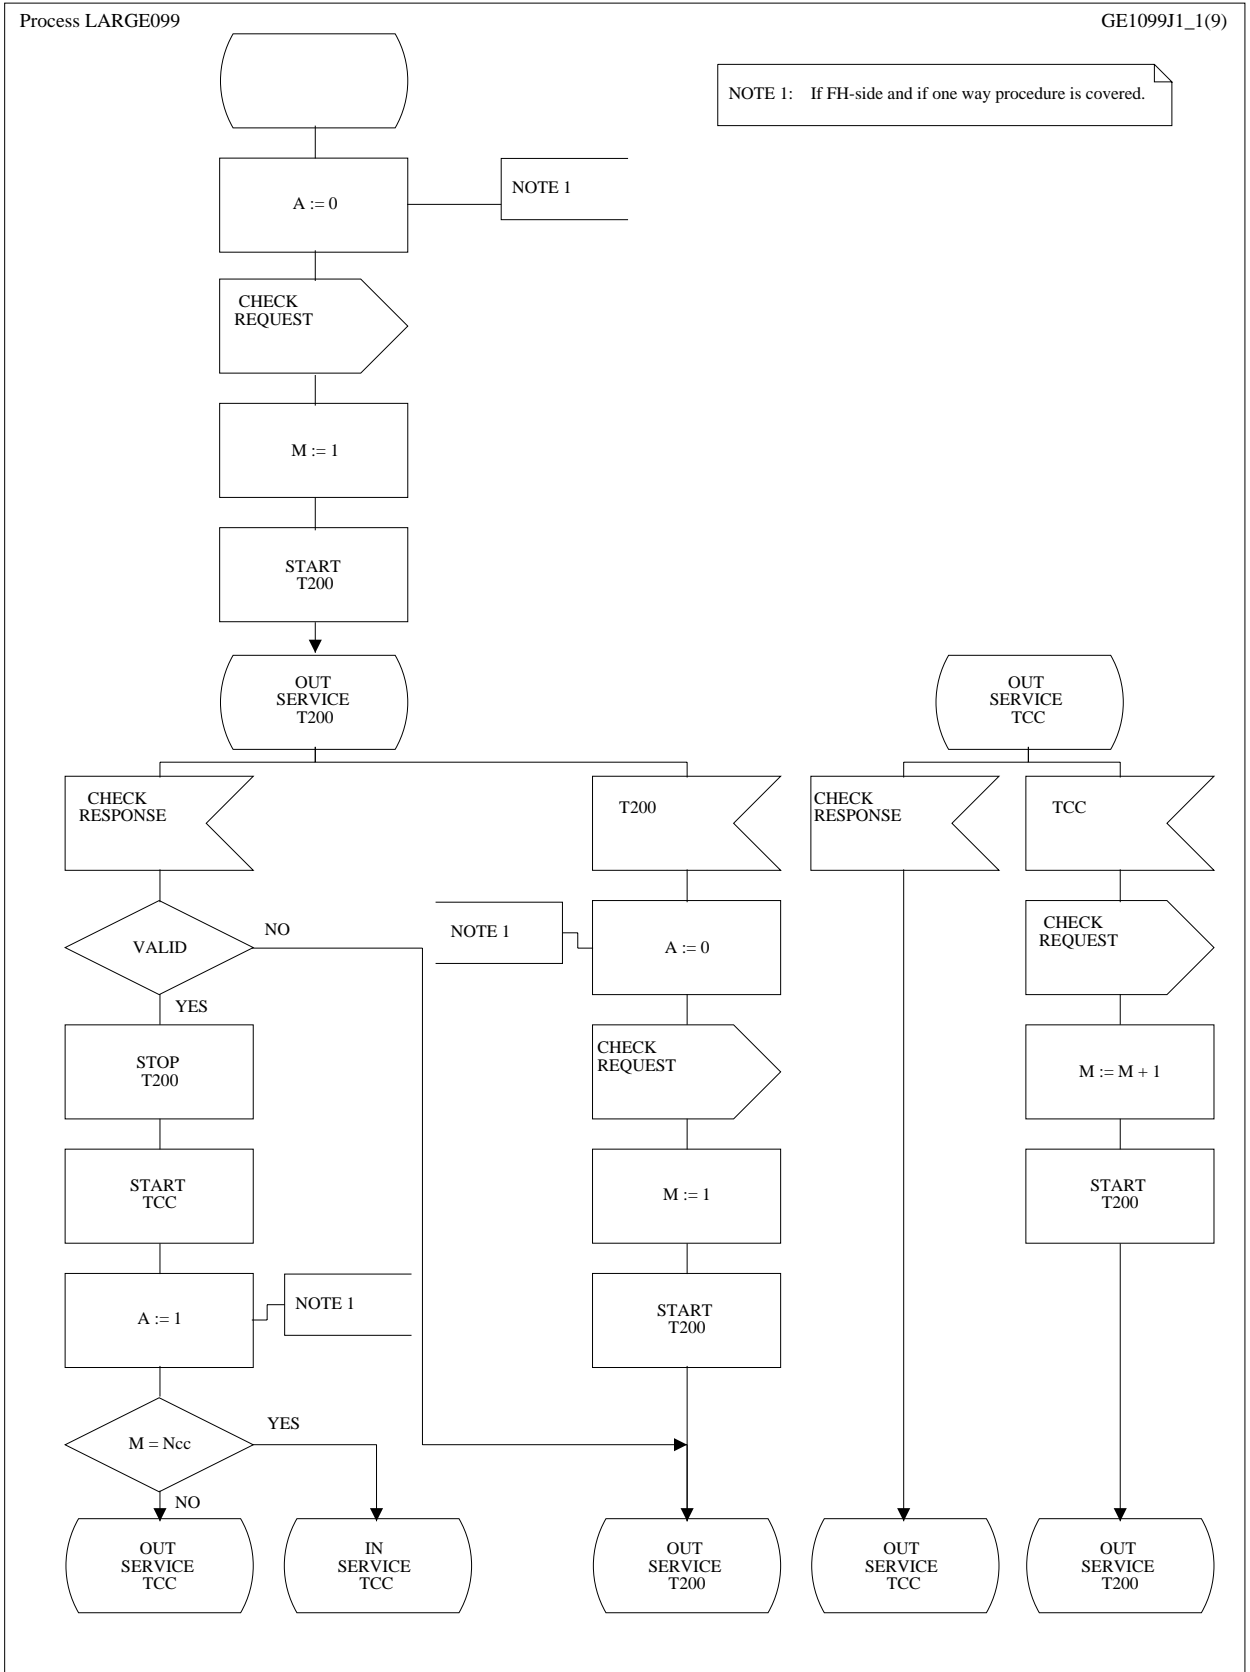 Process LARGE099
GE1099J1_1(9)
NOTE 1: If FH-side and if one way procedure is covered.
A := 0
NOTE 1
CHECK
REQUEST
M := 1
START
T200
OUT
SERVICE
T200
OUT
SERVICE
TCC
CHECK
RESPONSE
T200
CHECK
RESPONSE
TCC
VALID
NO
YES
NOTE 1
A := 0
CHECK
REQUEST
STOP
T200
CHECK
REQUEST
M := M + 1
START
TCC
M := 1
START
T200
A := 1
NOTE 1
START
T200
M = Ncc
YES
NO
OUT
SERVICE
TCC
IN
SERVICE
TCC
OUT
SERVICE
T200
OUT
SERVICE
TCC
OUT
SERVICE
T200